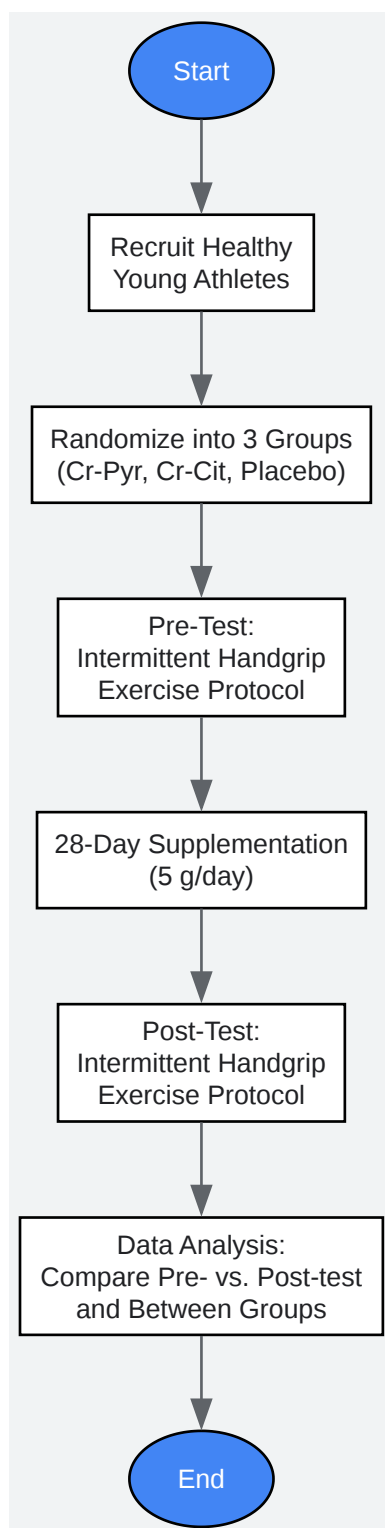 Start
Recruit Healthy
Young Athletes
Randomize into 3 Groups
(Cr-Pyr, Cr-Cit, Placebo)
Pre-Test:
Intermittent Handgrip
Exercise Protocol
28-Day Supplementation
(5 g/day)
Post-Test:
Intermittent Handgrip
Exercise Protocol
Data Analysis:
Compare Pre- vs. Post-test
and Between Groups
End